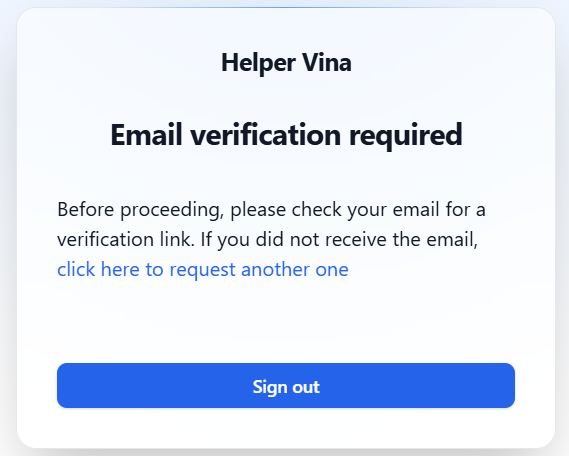 Helper Vina
Email verification required
Before proceeding, please check your email for a
verification link. If you did not receive the email,
click here to request another one
Sign out